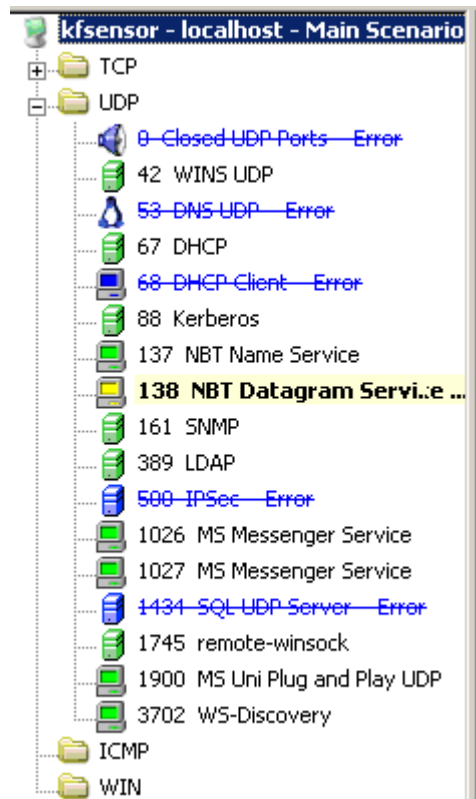 kfsensor - localhost - Main Scenario
TCP
UDP
0 Closed UDP Ports - Error
42 WINS UDP
53 DNS UDP - Error
67 DHCP
68 DHCP Client - Error
88 Kerberos
137 NBT Name Service
138 NBT Datagram Service ...
161 SNMP
389 LDAP
500 IPSec - Error
1026 MS Messenger Service
1027 MS Messenger Service
1434 SQL UDP Server - Error
1745 remote-winsock
1900 MS Uni Plug and Play UDP
3702 WS-Discovery
ICMP
WIN